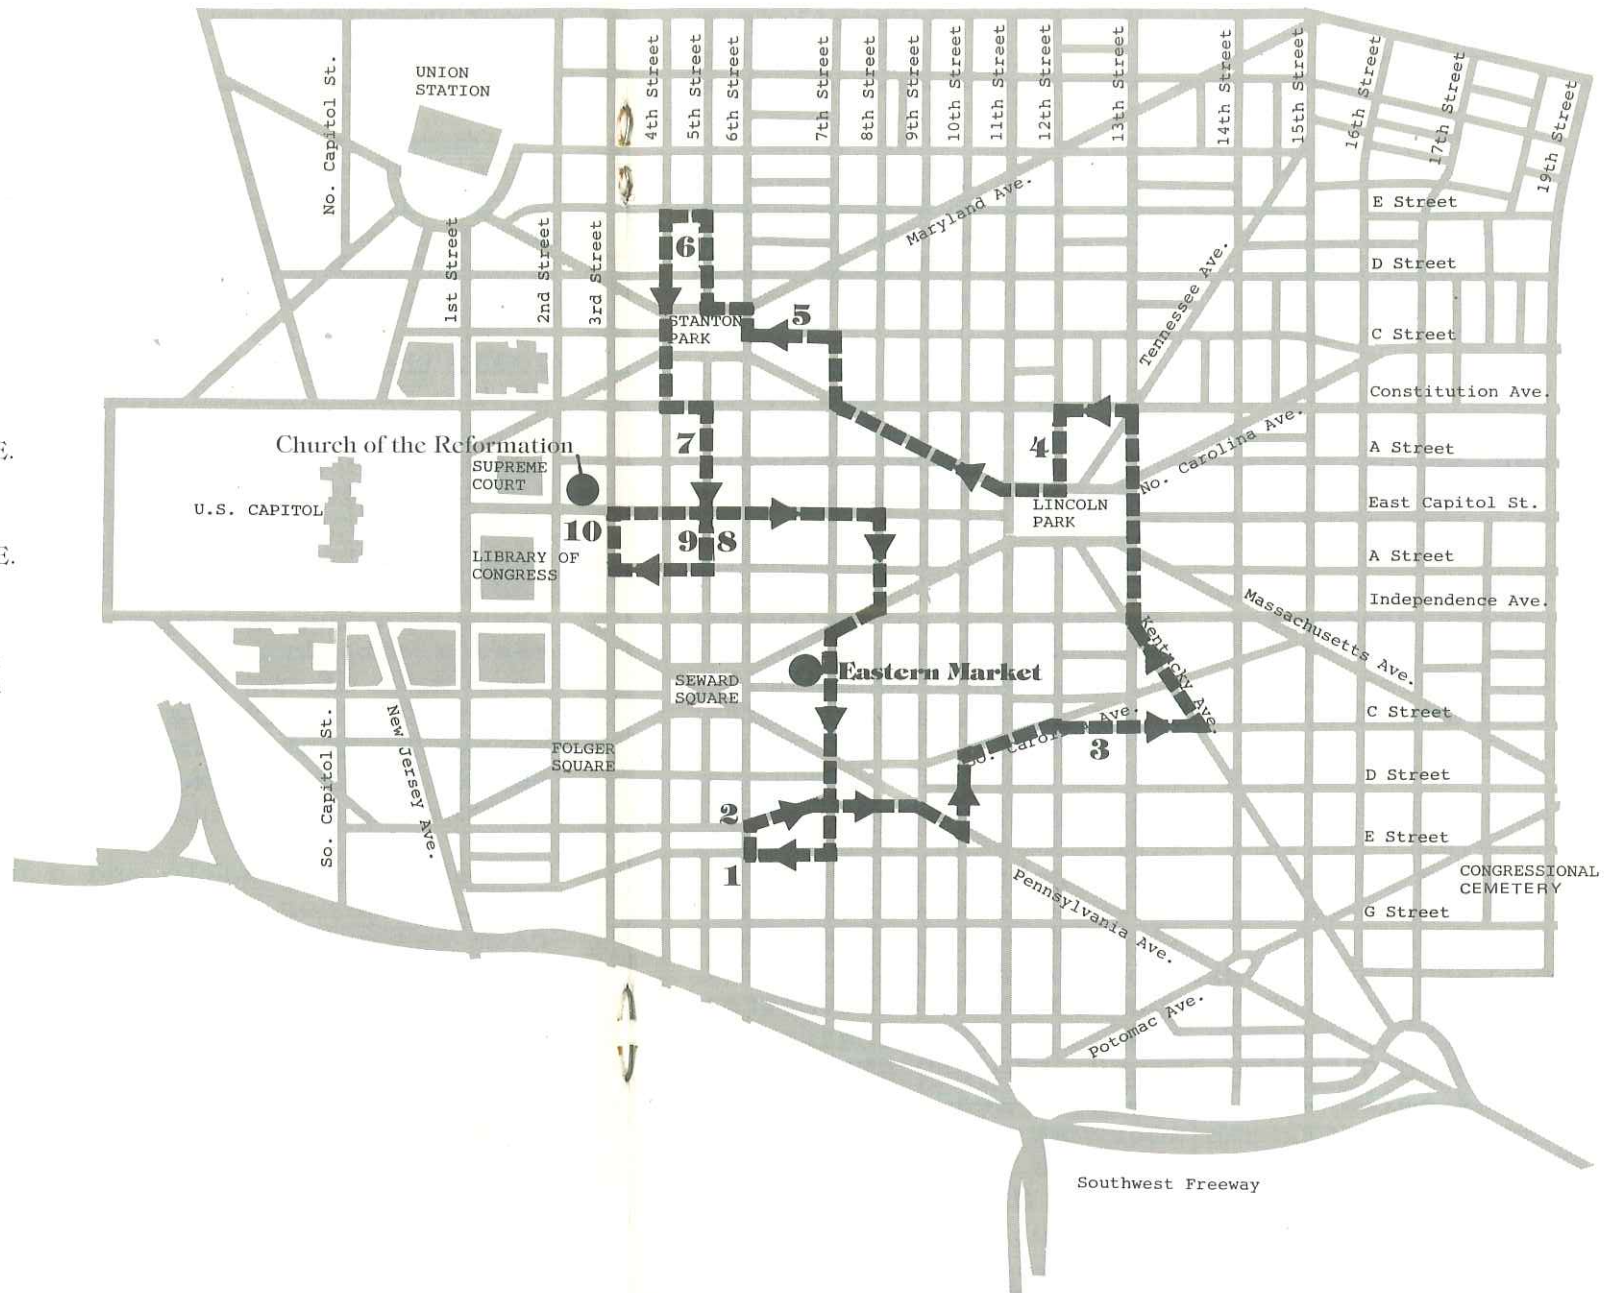 4th Street
5th Street
6th Street
7th Street
8th Street
9th Street
10th Street
11th Street
12th Street
13th Street
14th Street
15th Street
16th Street
17th Street
19th Street
No. Capitol St.
UNION
STATION
1st Street
2nd Street
3rd Street
6
Maryland Ave.
Tennessee Ave.
E Street
D Street
STANTON
PARK
5
C Street
Constitution Ave.
E.
Church of the Reformation
7
4
No. Carolina Ave.
A Street
SUPREME
COURT
U.S. CAPITOL
10
9
8
LINCOLN
PARK
East Capitol St.
E.
LIBRARY OF
CONGRESS
A Street
Independence Ave.
Massachusetts Ave.
Kentucky Ave.
Eastern Market
SEWARD
SQUARE
So. Capitol St.
New Jersey Ave.
FOLGER
SQUARE
So. Carolina Ave.
3
C Street
D Street
2
1
E Street
Pennsylvania Ave.
CONGRESSIONAL
CEMETERY
G Street
Potomac Ave.
Southwest Freeway